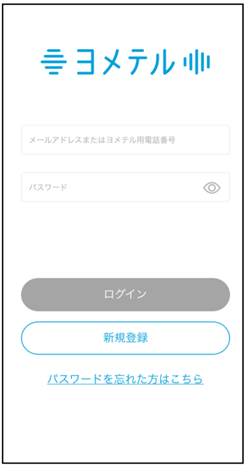 ヨメテル
メールアドレスまたはヨメテル用電話番号
パスワード
ログイン
新規登録
パスワードを忘れた方はこちら